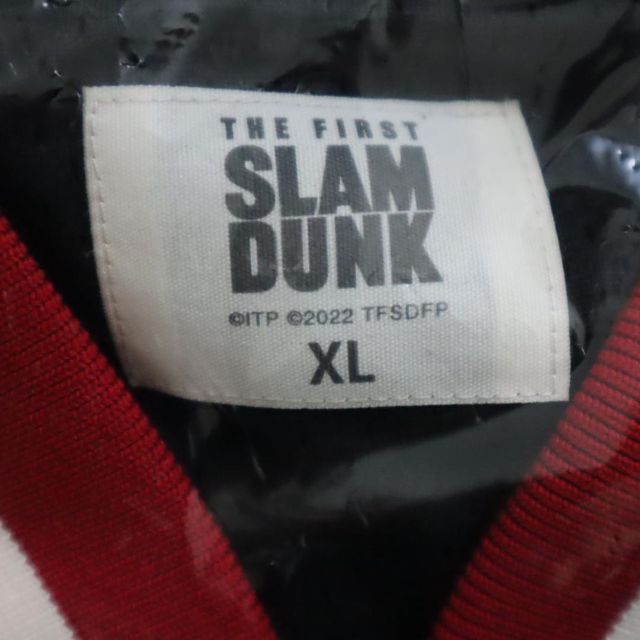 THE FIRST
SLAM
DUNK
©ITP ©2022 TFSDFP
XL